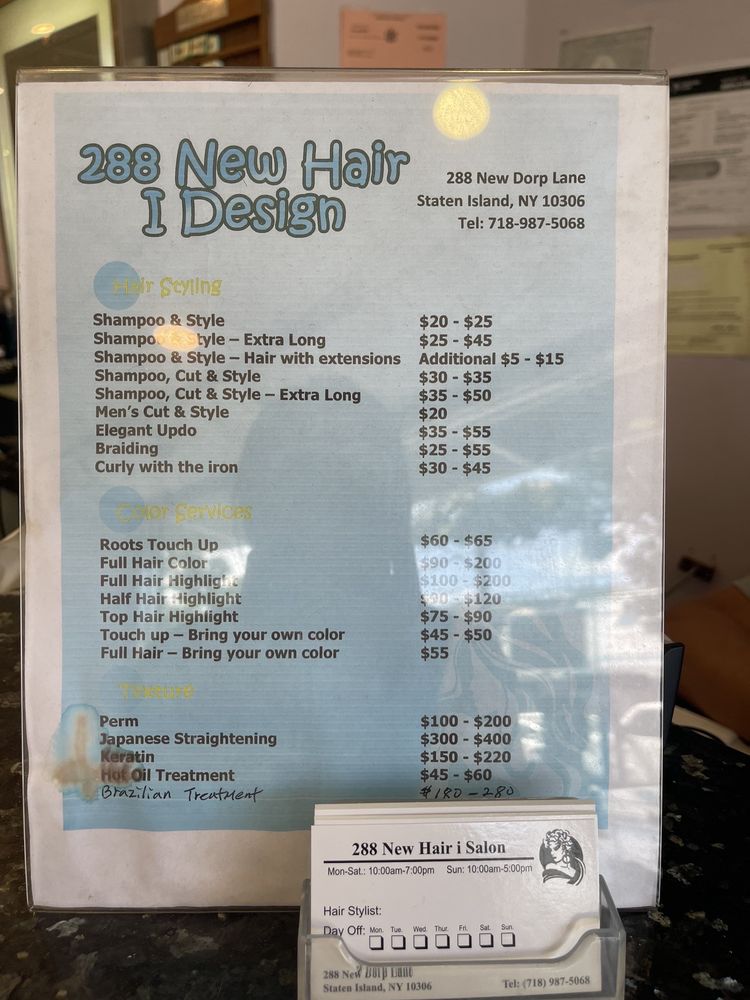 288 New Hair
I Design
288 New Dorp Lane
Staten Island, NY 10306
Tel: 718-987-5068
Hair Styling
Shampoo & Style $20 - $25
Shampoo & Style – Extra Long $25 - $45
Shampoo & Style – Hair with extensions Additional $5 - $15
Shampoo, Cut & Style $30 - $35
Shampoo, Cut & Style – Extra Long $35 - $50
Men's Cut & Style $20
Elegant Updo $35 - $55
Braiding $25 - $55
Curly with the iron $30 - $45
Color Services
Roots Touch Up $60 - $65
Full Hair Color $90 - $200
Full Hair Highlight $100 - $200
Half Hair Highlight - $120
Top Hair Highlight $75 - $90
Touch up – Bring your own color $45 - $50
Full Hair – Bring your own color $55
Texture
Perm $100 - $200
Japanese Straightening $300 - $400
Keratin $150 - $220
Hot Oil Treatment $45 - $60
Brazilian Treatment $180 - 280
288 New Hair i Salon
Mon-Sat.: 10:00am-7:00pm Sun: 10:00am-5:00pm
Hair Stylist:
Day Off: Mon. Tue. Wed. Thur. Fri. Sat. Sun.
288 New Dorp Lane
Staten Island, NY 10306 Tel: (718) 987-5068